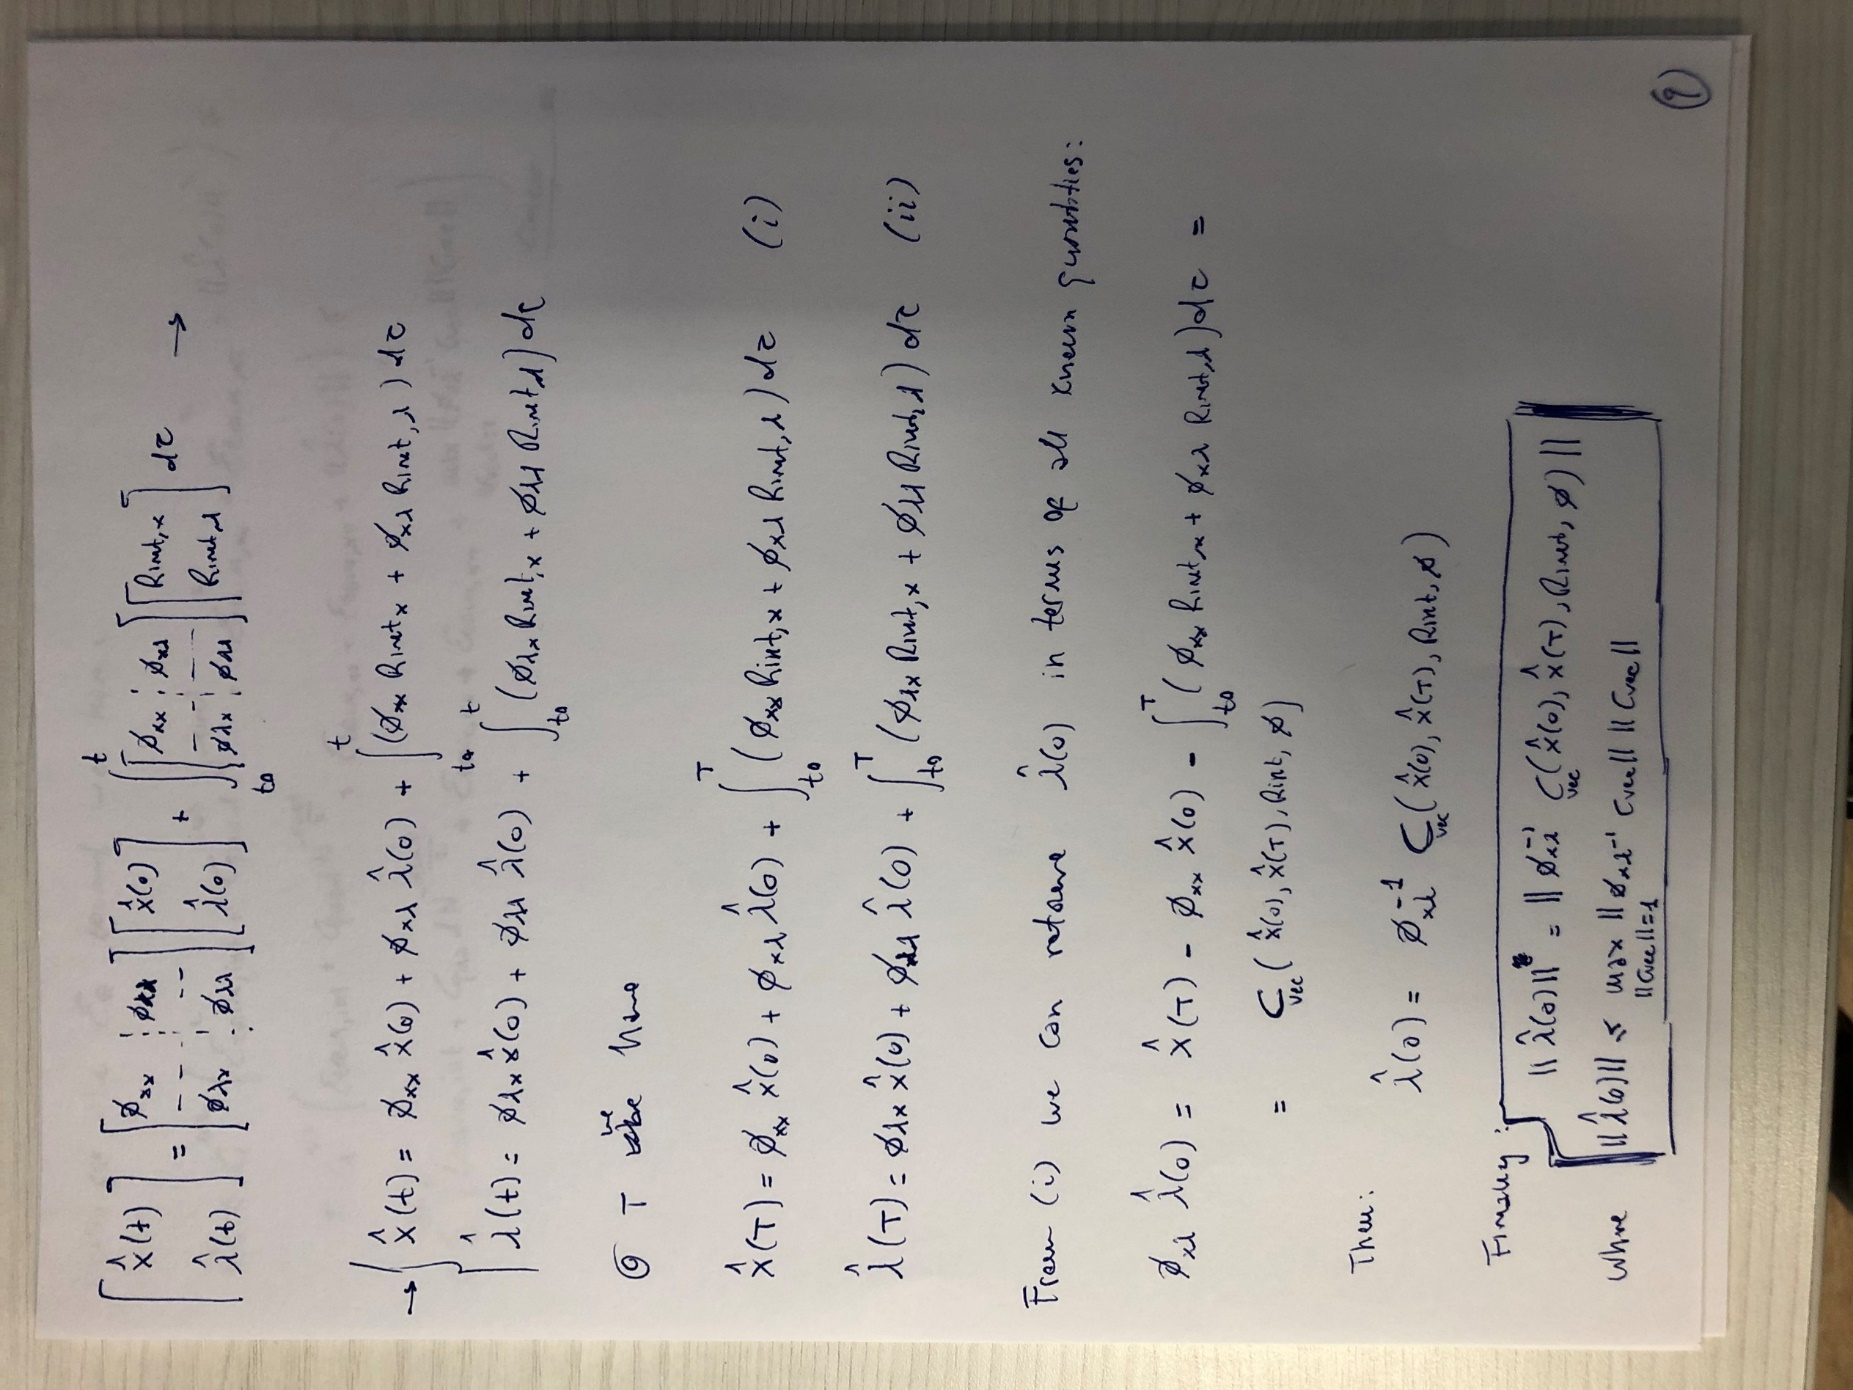 [x̂(t); λ̂(t)] = [φxx φxλ; φλx φλλ] [x̂(0); λ̂(0)] + ∫_{t0}^{t} [φxx φxλ; φλx φλλ] [Rint,x; Rint,λ] dτ →
→ { x̂(t) = φxx x̂(0) + φxλ λ̂(0) + ∫_{t0}^{t} (φxx Rint,x + φxλ Rint,λ) dτ
λ̂(t) = φλx x̂(0) + φλλ λ̂(0) + ∫_{t0}^{t} (φλx Rint,x + φλλ Rint,λ) dτ
@ T we have
x̂(T) = φxx x̂(0) + φxλ λ̂(0) + ∫_{t0}^{T} (φxx Rint,x + φxλ Rint,λ) dτ (i)
λ̂(T) = φλx x̂(0) + φλλ λ̂(0) + ∫_{t0}^{T} (φλx Rint,x + φλλ Rint,λ) dτ (ii)
From (i) we can λ̂(0) in terms of all known quantities:
φxλ λ̂(0) = x̂(T) - φxx x̂(0) - ∫_{t0}^{T} (φxx Rint,x + φxλ Rint,λ) dτ =
= Cvec(x̂(0), x̂(T), Rint, φ)
Then:
λ̂(0) = φxλ⁻¹ Cvec(x̂(0), x̂(T), Rint, φ)
Finally:
||λ̂(0)|| = ||φxλ⁻¹ Cvec(x̂(0), x̂(T), Rint, φ)||
where ||λ̂(0)|| ≤ max_{||Cvec||=1} ||φxλ⁻¹ Cvec|| ||Cvec||
(9)